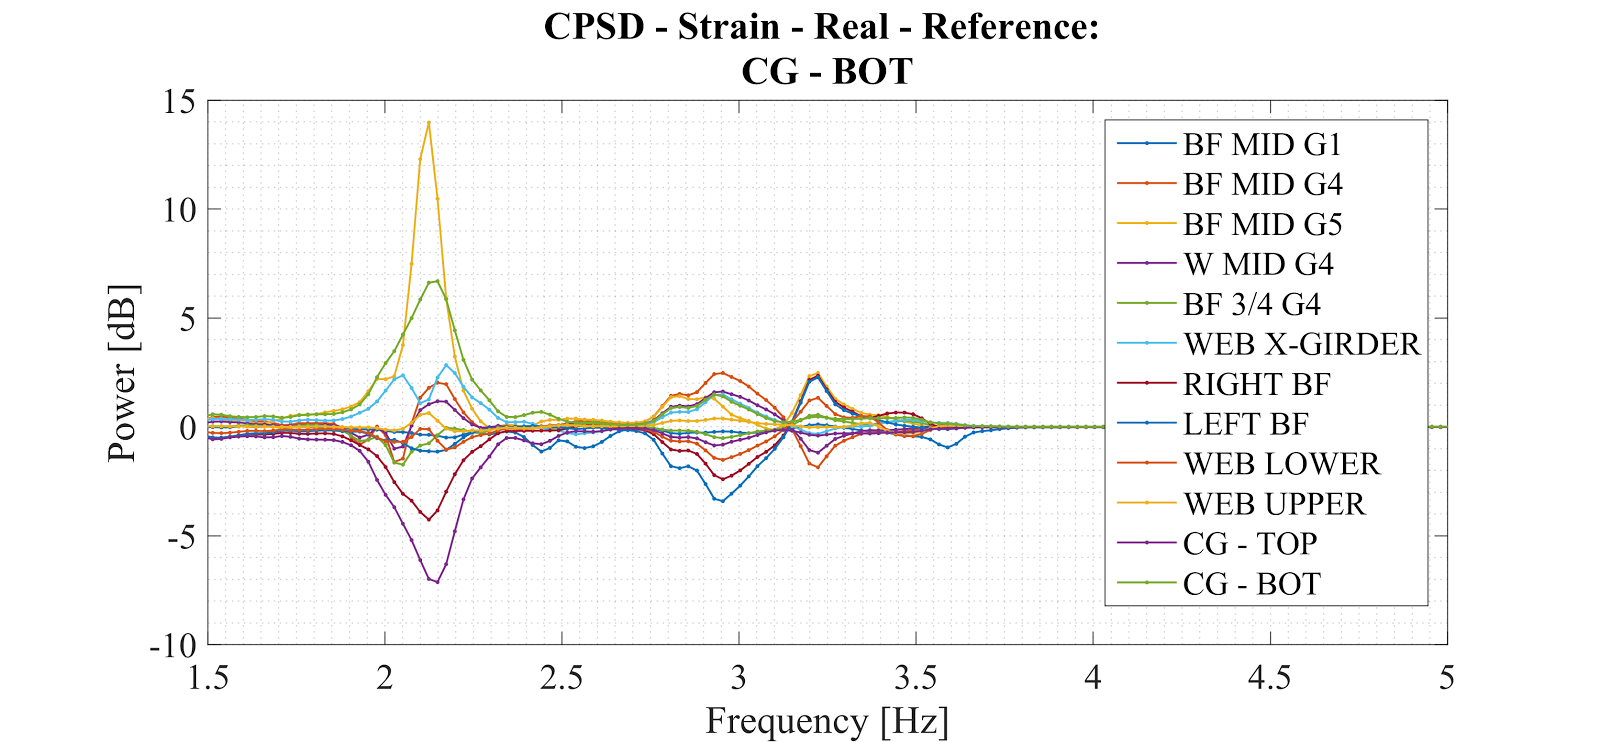 CPSD - Strain - Real - Reference:
CG - BOT
15
10
5
0
-5
-10
Power [dB]
1.5 2 2.5 3 3.5 4 4.5 5
Frequency [Hz]
BF MID G1
BF MID G4
BF MID G5
W MID G4
BF 3/4 G4
WEB X-GIRDER
RIGHT BF
LEFT BF
WEB LOWER
WEB UPPER
CG - TOP
CG - BOT